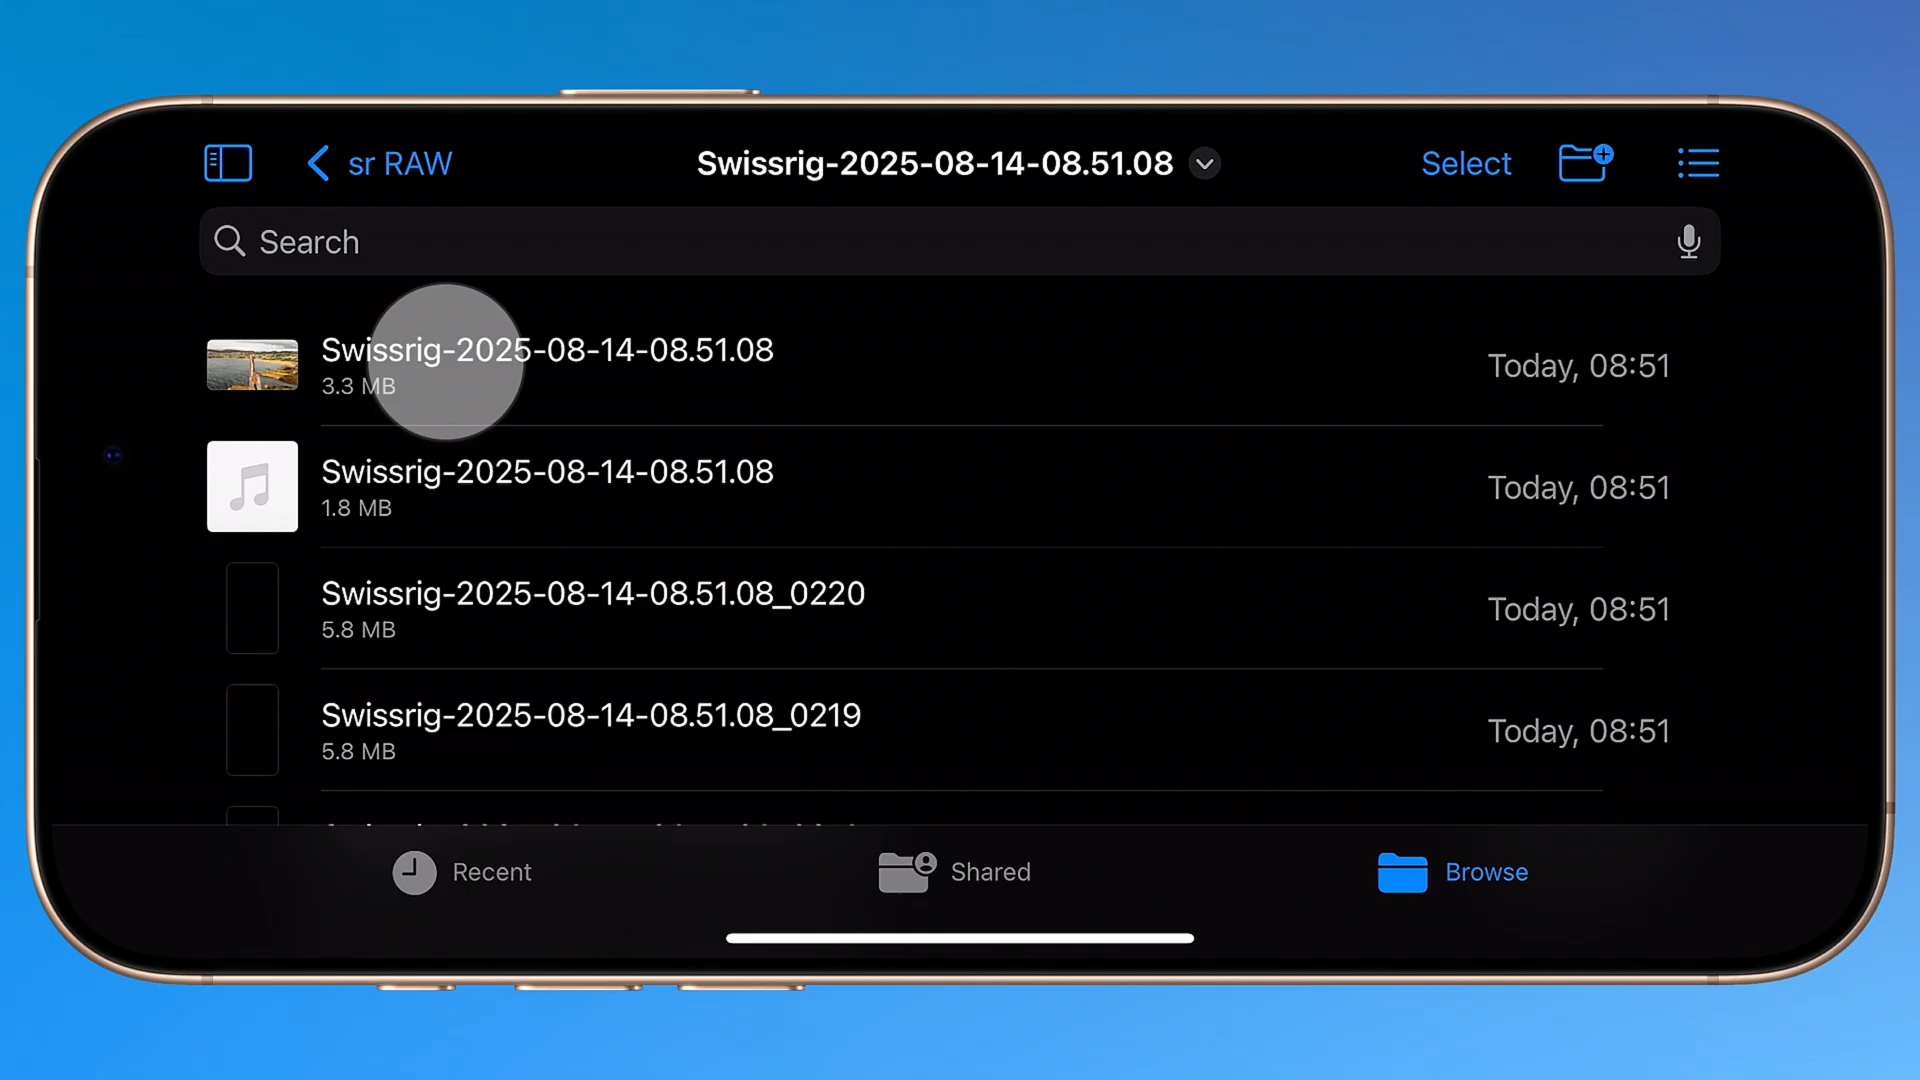 sr RAW
Swissrig-2025-08-14-08.51.08
Select
Search
Swissrig-2025-08-14-08.51.08
3.3 MB
Today, 08:51
Swissrig-2025-08-14-08.51.08
1.8 MB
Today, 08:51
Swissrig-2025-08-14-08.51.08_0220
5.8 MB
Today, 08:51
Swissrig-2025-08-14-08.51.08_0219
5.8 MB
Today, 08:51
Recent
Shared
Browse